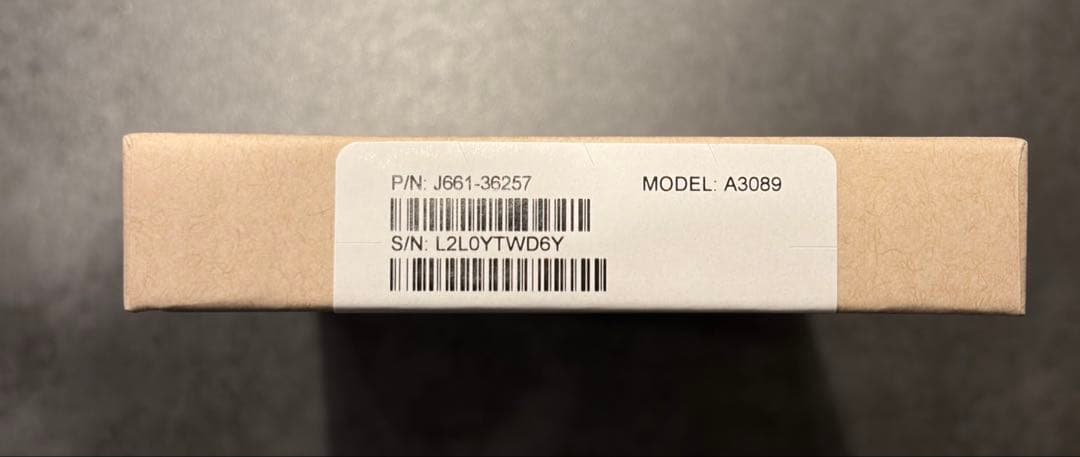 P/N: J661-36257 MODEL: A3089
S/N: L2L0YTWD6Y